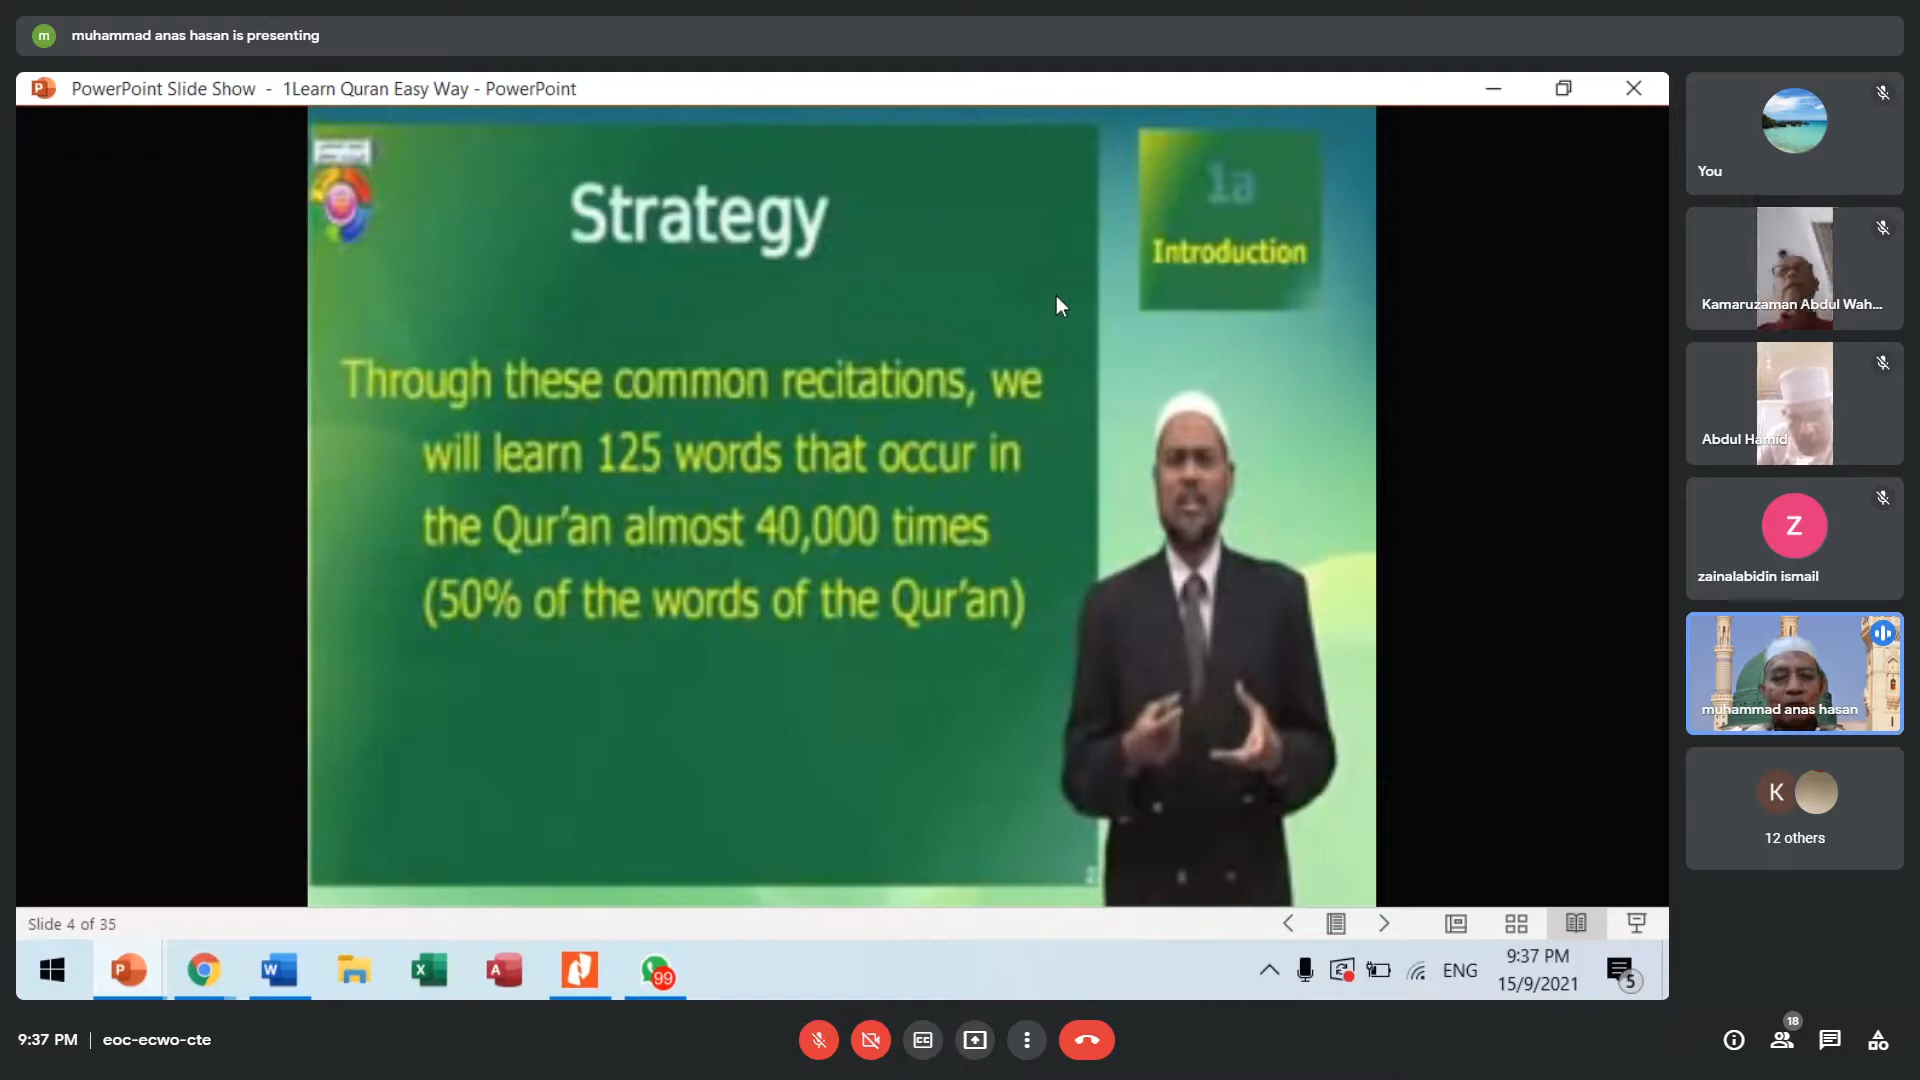 m
muhammad anas hasan is presenting
PowerPoint Slide Show - 1Learn Quran Easy Way - PowerPoint
Strategy
1a
Introduction
Through these common recitations, we
will learn 125 words that occur in
the Qur'an almost 40,000 times
(50% of the words of the Qur'an)
You
Kamaruzaman Abdul Wah...
Abdul Hamid
Z
zainalabidin ismail
muhammad anas hasan
K
12 others
Slide 4 of 35
99
ENG
9:37 PM
15/9/2021
5
9:37 PM | eoc-ecwo-cte
18